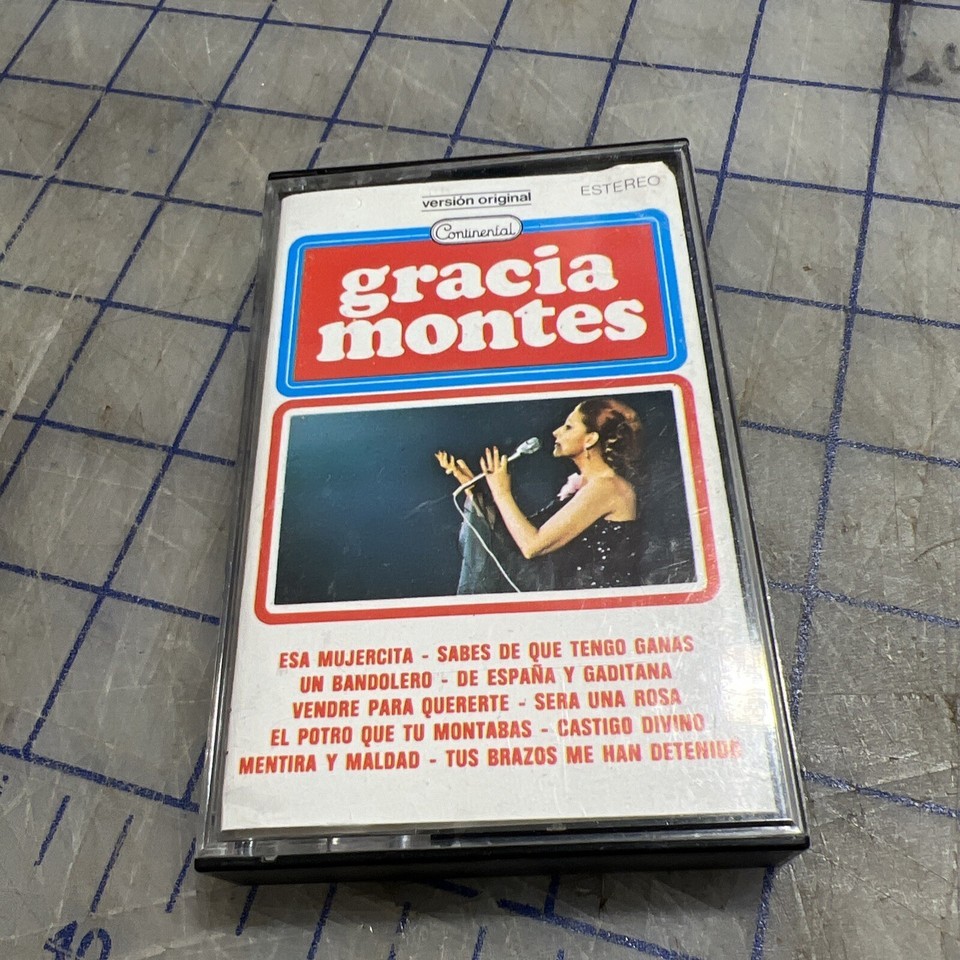 versión original
ESTEREO
Continental
gracia
montes
ESA MUJERCITA - SABES DE QUE TENGO GANAS
UN BANDOLERO - DE ESPAÑA Y GADITANA
VENDRE PARA QUERERTE - SERA UNA ROSA
EL POTRO QUE TU MONTABAS - CASTIGO DIVINO
MENTIRA Y MALDAD - TUS BRAZOS ME HAN DETENIDO
40